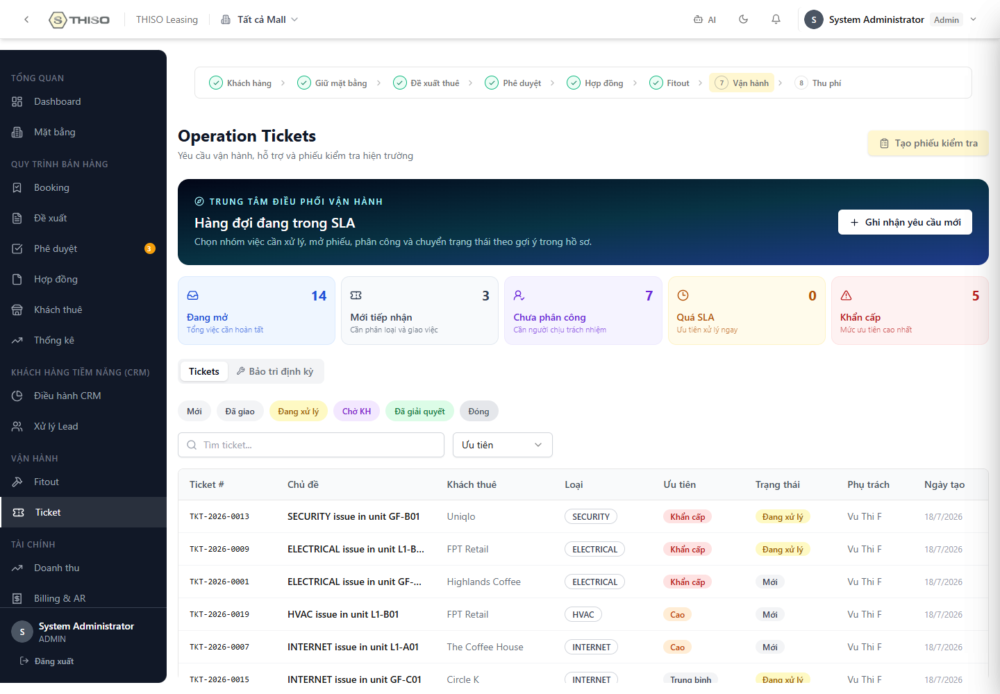 THISO
THISO Leasing
Tất cả Mall
AI
S
System Administrator
Admin
TỔNG QUAN
Dashboard
Mặt bằng
QUY TRÌNH BÁN HÀNG
Booking
Đề xuất
Phê duyệt
3
Hợp đồng
Khách thuê
Thống kê
KHÁCH HÀNG TIỀM NĂNG (CRM)
Điều hành CRM
Xử lý Lead
VẬN HÀNH
Fitout
Ticket
TÀI CHÍNH
Doanh thu
Billing & AR
S
System Administrator
ADMIN
Đăng xuất
Khách hàng
Giữ mặt bằng
Đề xuất thuê
Phê duyệt
Hợp đồng
Fitout
7 Vận hành
8 Thu phí
Operation Tickets
Yêu cầu vận hành, hỗ trợ và phiếu kiểm tra hiện trường
Tạo phiếu kiểm tra
TRUNG TÂM ĐIỀU PHỐI VẬN HÀNH
Hàng đợi đang trong SLA
Chọn nhóm việc cần xử lý, mở phiếu, phân công và chuyển trạng thái theo gợi ý trong hồ sơ.
Ghi nhận yêu cầu mới
14
Đang mở
Tổng việc cần hoàn tất
3
Mới tiếp nhận
Cần phân loại và giao việc
7
Chưa phân công
Cần người chịu trách nhiệm
0
Quá SLA
Ưu tiên xử lý ngay
5
Khẩn cấp
Mức ưu tiên cao nhất
Tickets
Bảo trì định kỳ
Mới
Đã giao
Đang xử lý
Chờ KH
Đã giải quyết
Đóng
Tìm ticket...
Ưu tiên
Ticket # Chủ đề Khách thuê Loại Ưu tiên Trạng thái Phụ trách Ngày tạo
TKT-2026-0013 SECURITY issue in unit GF-B01 Uniqlo SECURITY Khẩn cấp Đang xử lý Vu Thi F 18/7/2026
TKT-2026-0009 ELECTRICAL issue in unit L1-B... FPT Retail ELECTRICAL Khẩn cấp Đang xử lý Vu Thi F 18/7/2026
TKT-2026-0001 ELECTRICAL issue in unit GF-... Highlands Coffee ELECTRICAL Khẩn cấp Mới Vu Thi F 18/7/2026
TKT-2026-0019 HVAC issue in unit L1-B01 FPT Retail HVAC Cao Mới Vu Thi F 18/7/2026
TKT-2026-0007 INTERNET issue in unit L1-A01 The Coffee House INTERNET Cao Mới Vu Thi F 18/7/2026
TKT-2026-0015 INTERNET issue in unit GF-C01 Circle K INTERNET Trung bình Đang xử lý Vu Thi F 18/7/2026